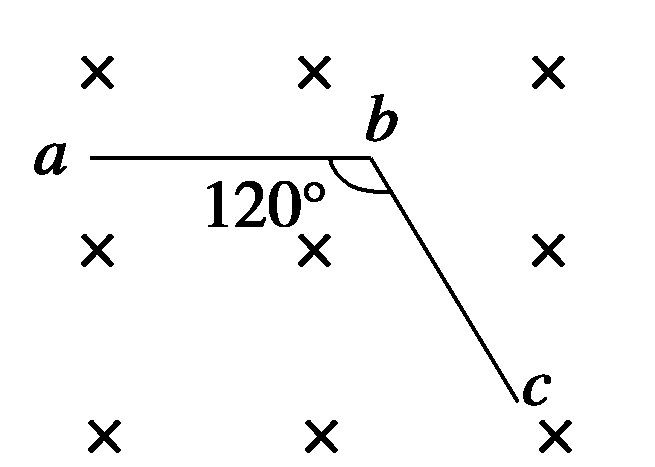 × × ×
b
a
120°
× × ×
c
× × ×